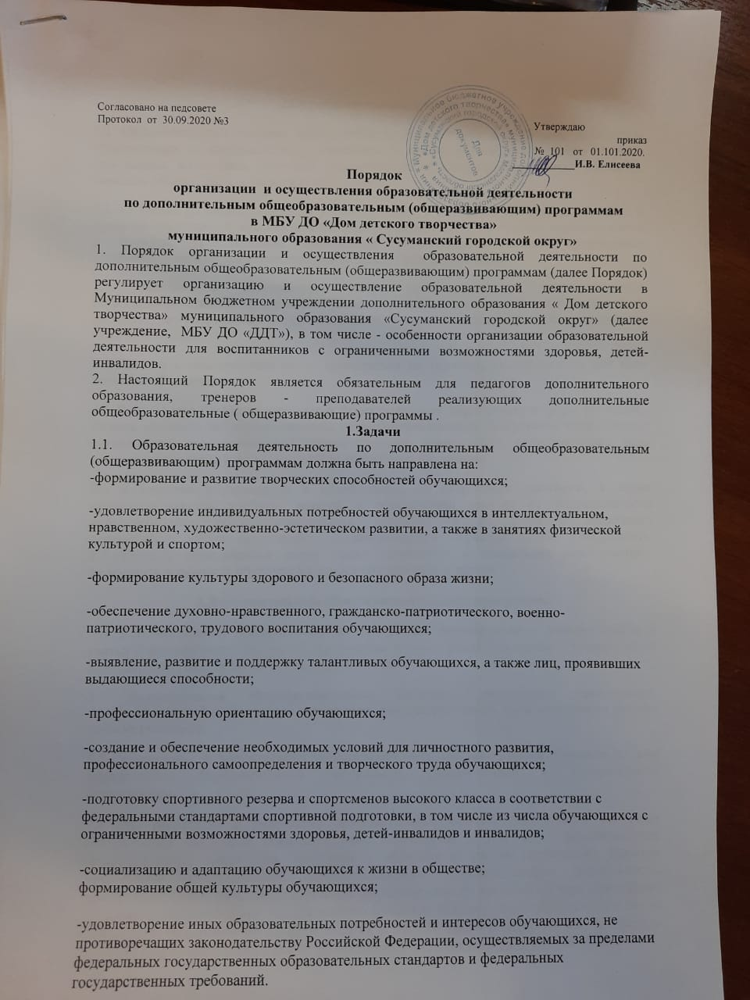 Согласовано на педсовете
Протокол от 30.09.2020 №3
Утверждаю
приказ
№ 101 от 01.101.2020.
И.В. Елисеева
Для
документов
Порядок
организации и осуществления образовательной деятельности
по дополнительным общеобразовательным (общеразвивающим) программам
в МБУ ДО «Дом детского творчества»
муниципального образования « Сусуманский городской округ»
1. Порядок организации и осуществления образовательной деятельности по
дополнительным общеобразовательным (общеразвивающим) программам (далее Порядок)
регулирует организацию и осуществление образовательной деятельности в
Муниципальном бюджетном учреждении дополнительного образования « Дом детского
творчества» муниципального образования «Сусуманский городской округ» (далее
учреждение, МБУ ДО «ДДТ»), в том числе - особенности организации образовательной
деятельности для воспитанников с ограниченными возможностями здоровья, детей-
инвалидов.
2. Настоящий Порядок является обязательным для педагогов дополнительного
образования, тренеров - преподавателей реализующих дополнительные
общеобразовательные ( общеразвивающие) программы .
1.Задачи
1.1. Образовательная деятельность по дополнительным общеобразовательным
(общеразвивающим) программам должна быть направлена на:
-формирование и развитие творческих способностей обучающихся;
-удовлетворение индивидуальных потребностей обучающихся в интеллектуальном,
нравственном, художественно-эстетическом развитии, а также в занятиях физической
культурой и спортом;
-формирование культуры здорового и безопасного образа жизни;
-обеспечение духовно-нравственного, гражданско-патриотического, военно-
патриотического, трудового воспитания обучающихся;
-выявление, развитие и поддержку талантливых обучающихся, а также лиц, проявивших
выдающиеся способности;
-профессиональную ориентацию обучающихся;
-создание и обеспечение необходимых условий для личностного развития,
профессионального самоопределения и творческого труда обучающихся;
-подготовку спортивного резерва и спортсменов высокого класса в соответствии с
федеральными стандартами спортивной подготовки, в том числе из числа обучающихся с
ограниченными возможностями здоровья, детей-инвалидов и инвалидов;
-социализацию и адаптацию обучающихся к жизни в обществе;
формирование общей культуры обучающихся;
-удовлетворение иных образовательных потребностей и интересов обучающихся, не
противоречащих законодательству Российской Федерации, осуществляемых за пределами
федеральных государственных образовательных стандартов и федеральных
государственных требований.